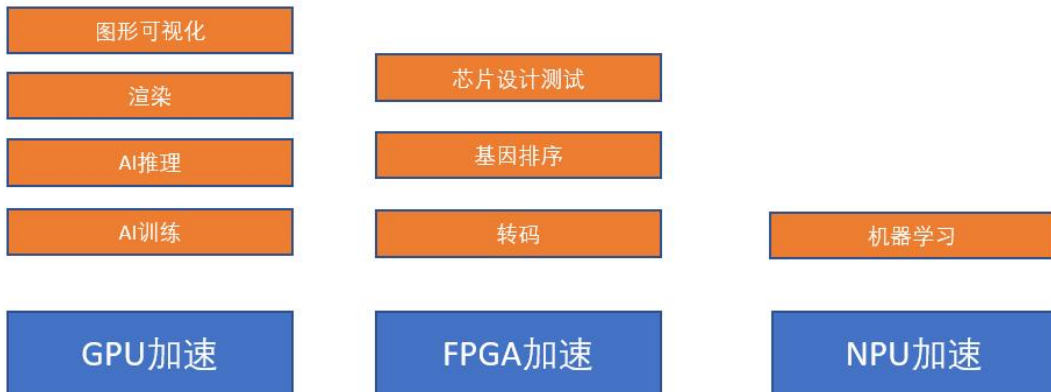 图形可视化
渲染
AI推理
AI训练
GPU加速
芯片设计测试
基因排序
转码
FPGA加速
机器学习
NPU加速